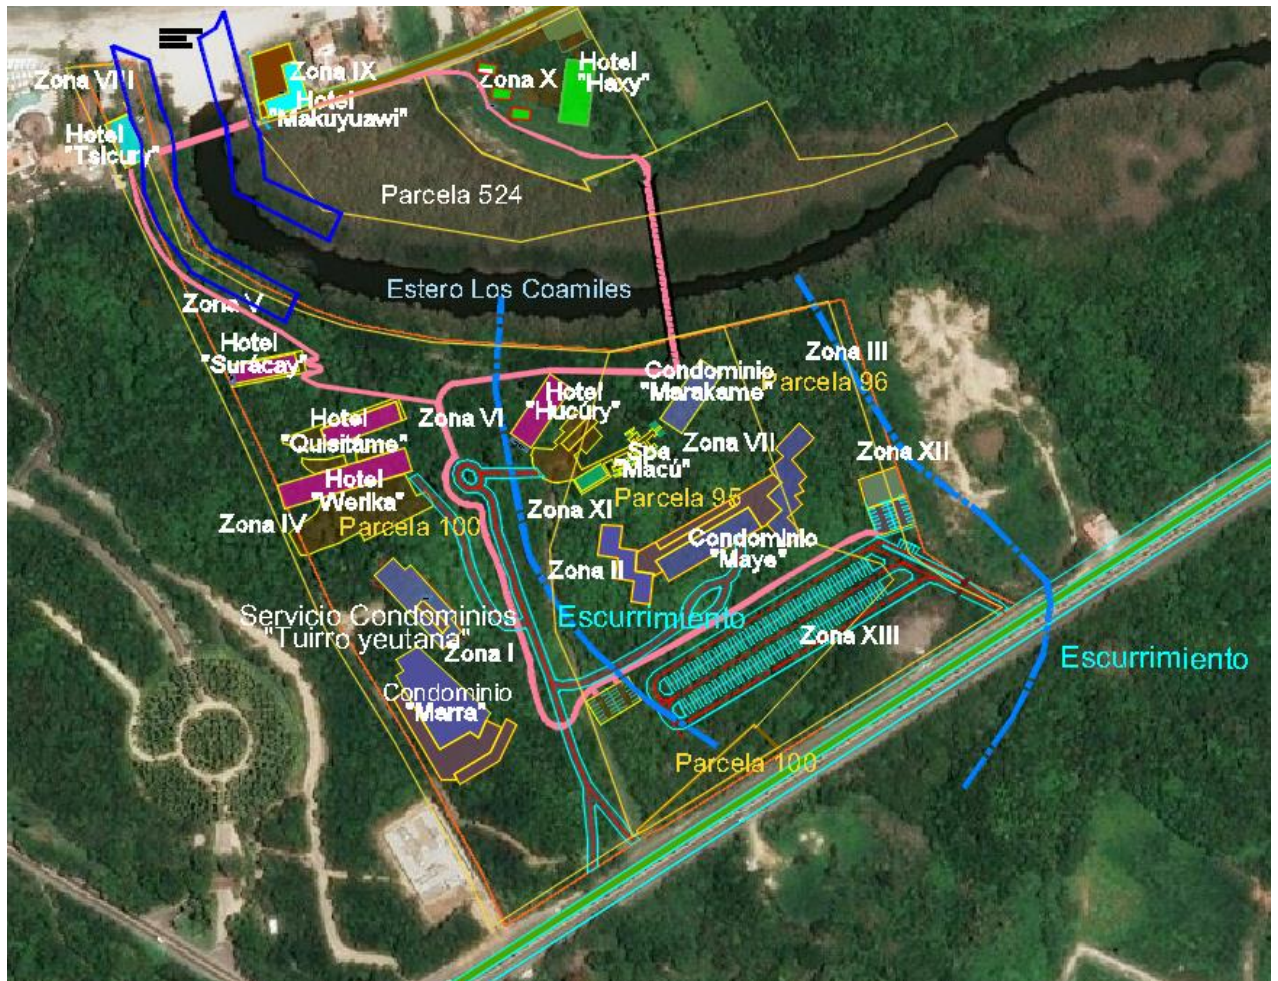 Zona VIII
Hotel
"Tsicury"
Zona IX
Hotel
"Makuyuawi"
Zona X
Hotel
"Haxy"
Parcela 524
Estero Los Coamiles
Zona V
Hotel
"Surácay"
Hotel
"Quisitáme"
Hotel
"Werika"
Zona IV
Parcela 100
Zona VI
Hotel
"Hucúry"
Condominio
"Marakame"
Zona III
Parcela 96
Zona VII
Spa
"Macú"
Zona XII
Zona XI
Parcela 95
Condominio
"Maye"
Zona II
Servicio Condominios
"Tuirro yeutana"
Zona I
Escurrimiento
Zona XIII
Escurrimiento
Condominio
"Marra"
Parcela 100